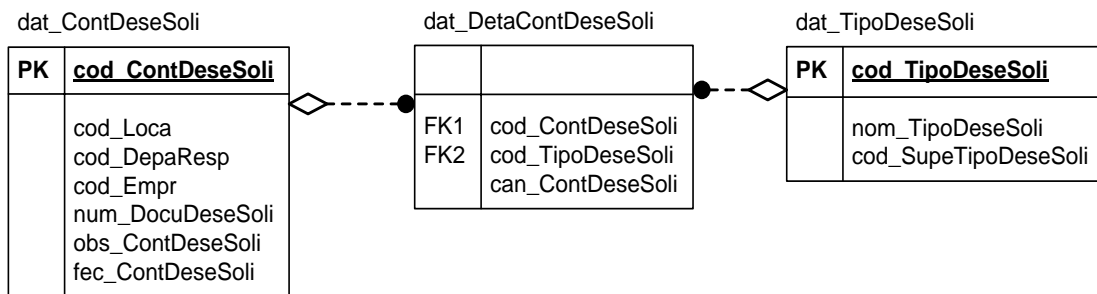 dat_ContDeseSoli
PK cod_ContDeseSoli
cod_Loca
cod_DepaResp
cod_Empr
num_DocuDeseSoli
obs_ContDeseSoli
fec_ContDeseSoli
dat_DetaContDeseSoli
FK1 cod_ContDeseSoli
FK2 cod_TipoDeseSoli
can_ContDeseSoli
dat_TipoDeseSoli
PK cod_TipoDeseSoli
nom_TipoDeseSoli
cod_SupeTipoDeseSoli